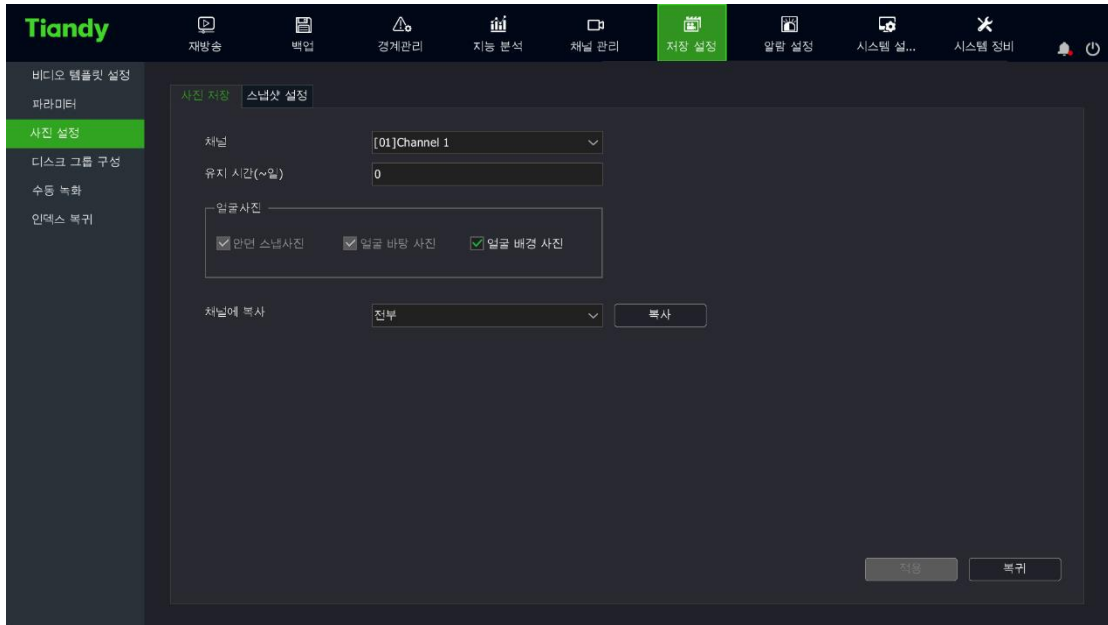 Tiandy
재방송 백업 경계관리 지능 분석 채널 관리 저장 설정 알람 설정 시스템 설... 시스템 정비
비디오 템플릿 설정
파라미터
사진 설정
디스크 그룹 구성
수동 녹화
인덱스 복귀
사진 저장 스냅샷 설정
채널 [01]Channel 1
유지 시간(~일) 0
얼굴사진
안면 스냅사진 얼굴 바탕 사진 얼굴 배경 사진
채널에 복사 전부 복사
적용 복귀